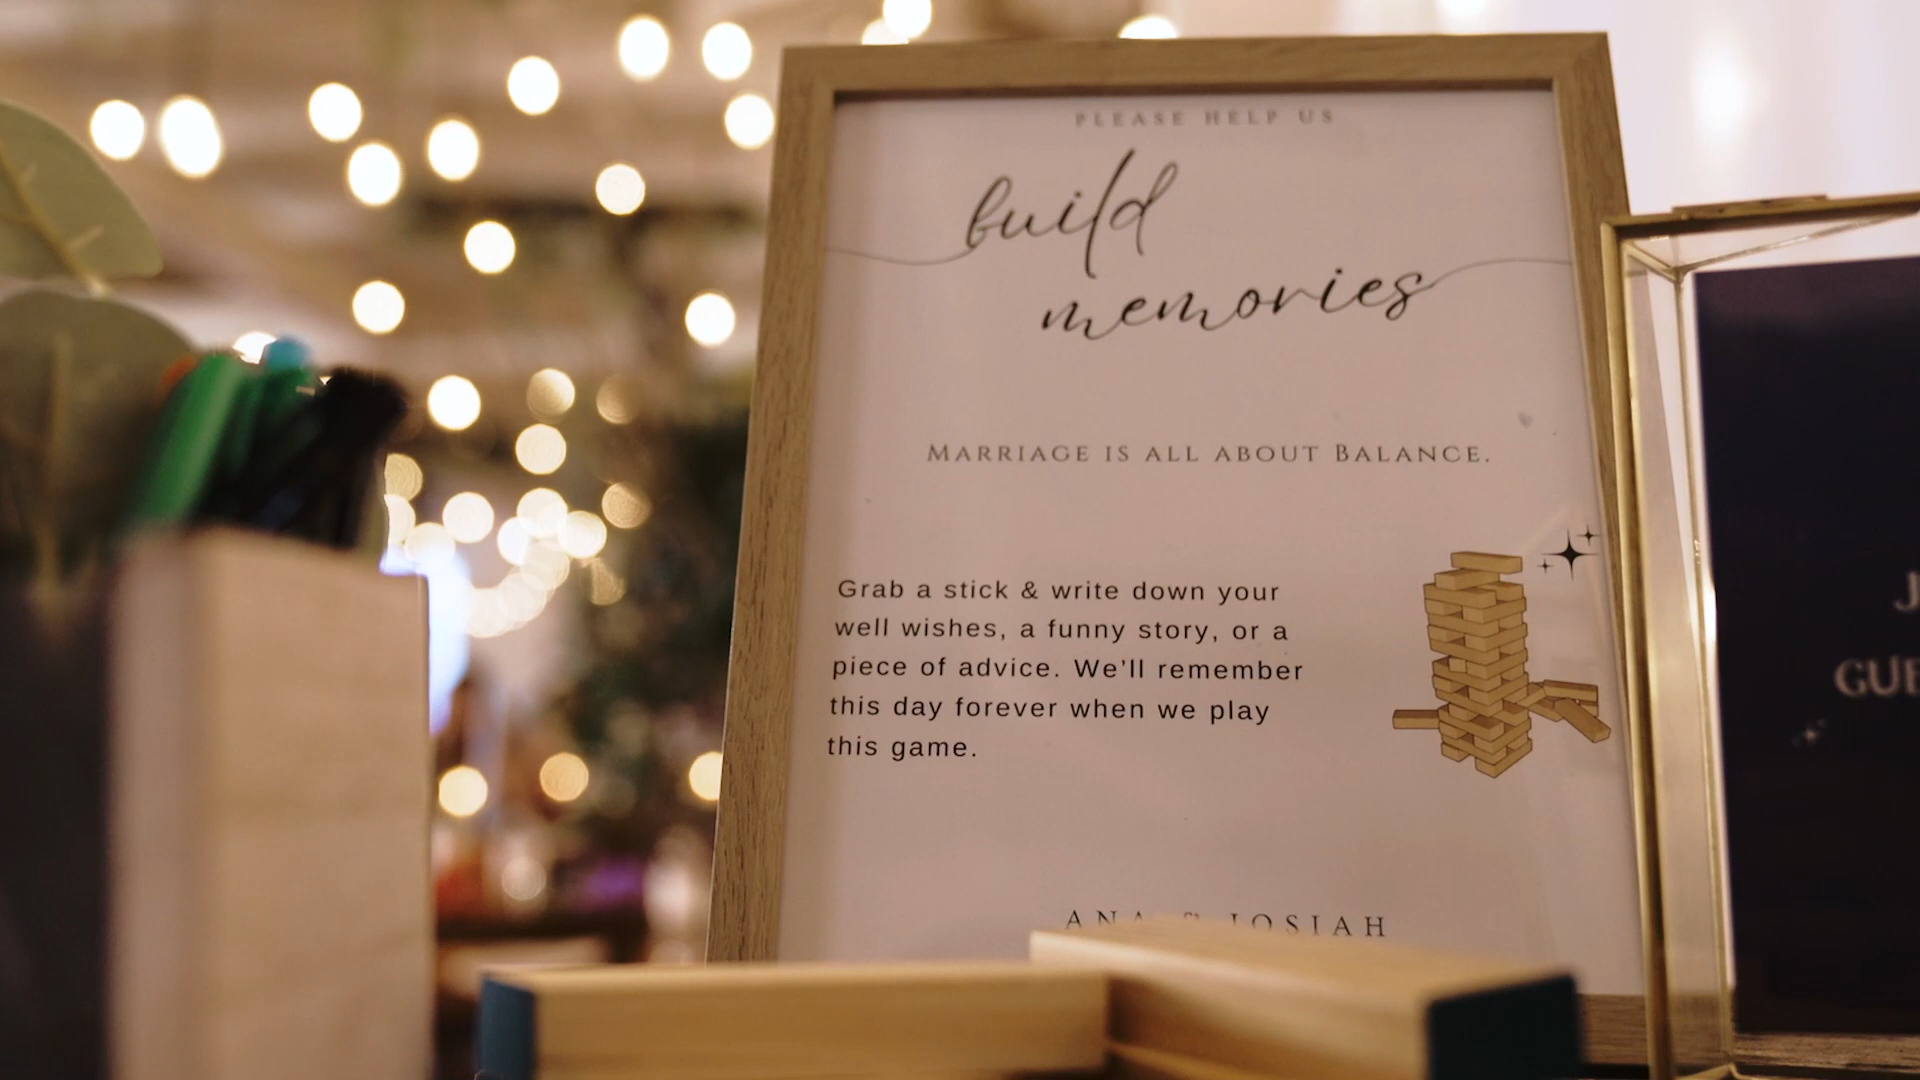 PLEASE HELP US
build
memories
MARRIAGE IS ALL ABOUT BALANCE.
Grab a stick & write down your
well wishes, a funny story, or a
piece of advice. We'll remember
this day forever when we play
this game.
ANA & JOSIAH